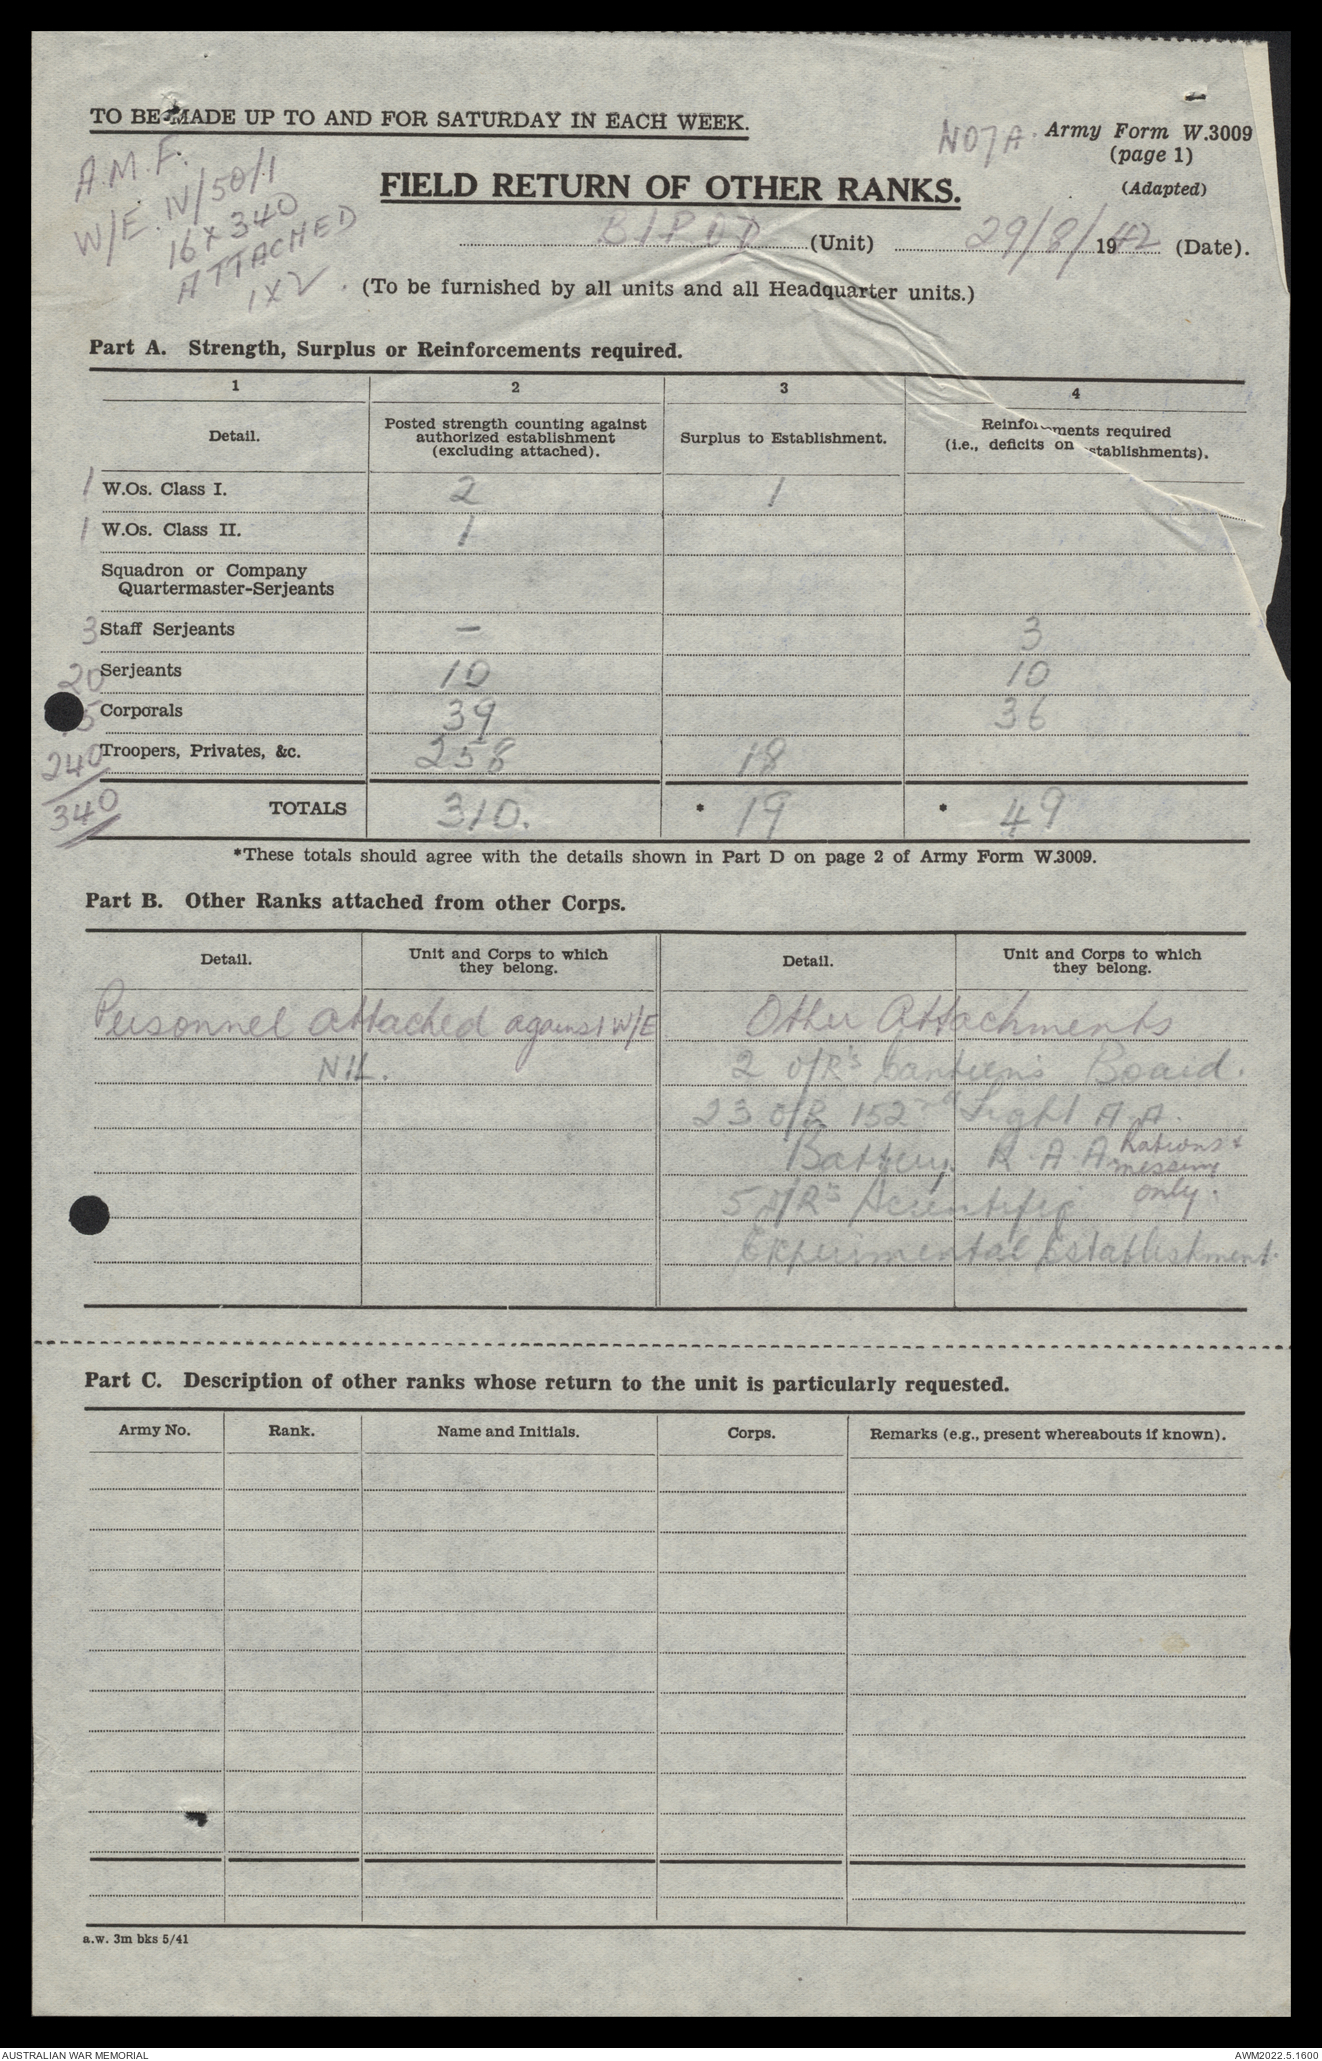 TO BE MADE UP TO AND FOR SATURDAY IN EACH WEEK.
NO 7A. Army Form W.3009
(page 1)
(Adapted)
A.M.F.
W/E. IV/50/1
16 x 340
ATTACHED
1 x 2
FIELD RETURN OF OTHER RANKS.
B/POD (Unit) 29/8/1942 (Date).
(To be furnished by all units and all Headquarter units.)
Part A. Strength, Surplus or Reinforcements required.
1 2 3 4
Detail. Posted strength counting against authorized establishment (excluding attached). Surplus to Establishment. Reinforcements required (i.e., deficits on establishments).
1 W.Os. Class I. 2 1
1 W.Os. Class II. 1
Squadron or Company
Quartermaster-Serjeants
3 Staff Serjeants – 3
20 Serjeants 10 10
5 Corporals 39 36
240 Troopers, Privates, &c. 258 18
340 TOTALS 310. * 19 * 49
*These totals should agree with the details shown in Part D on page 2 of Army Form W.3009.
Part B. Other Ranks attached from other Corps.
Detail. Unit and Corps to which they belong. Detail. Unit and Corps to which they belong.
Personnel attached against W/E Other Attachments
NIL. 2 O/R's Canteens Board.
23 O/R 152nd Light A.A.
Battery. R.A.A. Rations & messing only.
5 O/R's Scientific
Experimental Establishment.
Part C. Description of other ranks whose return to the unit is particularly requested.
Army No. Rank. Name and Initials. Corps. Remarks (e.g., present whereabouts if known).
a.w. 3m bks 5/41
AUSTRALIAN WAR MEMORIAL AWM2022.5.1600